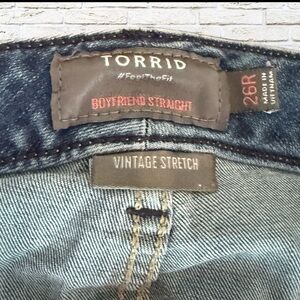 TORRID
#FeelTheFit
BOYFRIEND STRAIGHT
26R
MADE IN
VIETNAM
VINTAGE STRETCH